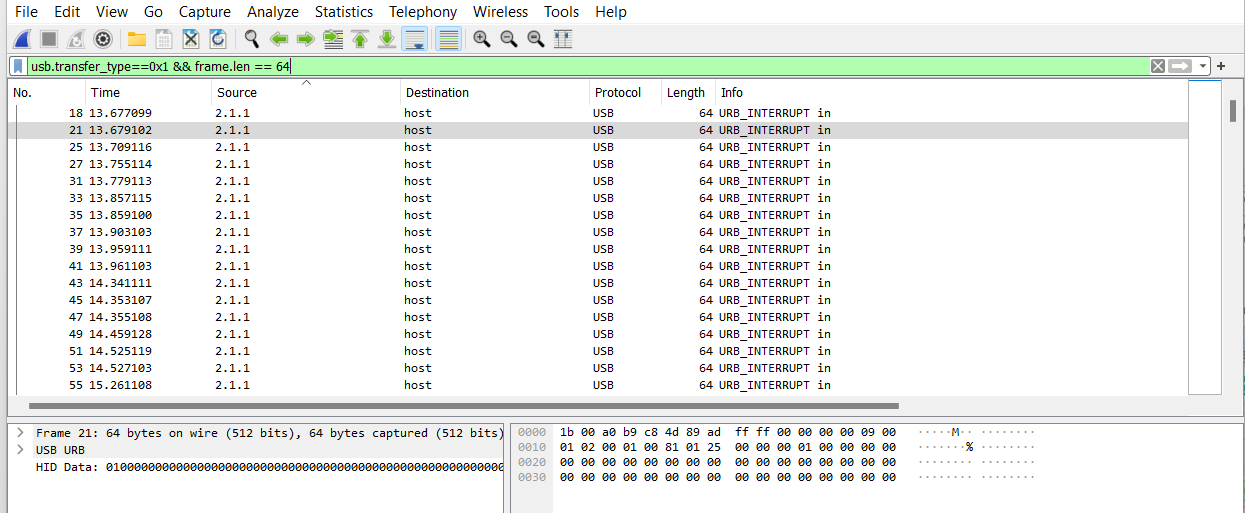 File Edit View Go Capture Analyze Statistics Telephony Wireless Tools Help
usb.transfer_type==0x1 && frame.len == 64
No. Time Source Destination Protocol Length Info
18 13.677099 2.1.1 host USB 64 URB_INTERRUPT in
21 13.679102 2.1.1 host USB 64 URB_INTERRUPT in
25 13.709116 2.1.1 host USB 64 URB_INTERRUPT in
27 13.755114 2.1.1 host USB 64 URB_INTERRUPT in
31 13.779113 2.1.1 host USB 64 URB_INTERRUPT in
33 13.857115 2.1.1 host USB 64 URB_INTERRUPT in
35 13.859100 2.1.1 host USB 64 URB_INTERRUPT in
37 13.903103 2.1.1 host USB 64 URB_INTERRUPT in
39 13.959111 2.1.1 host USB 64 URB_INTERRUPT in
41 13.961103 2.1.1 host USB 64 URB_INTERRUPT in
43 14.341111 2.1.1 host USB 64 URB_INTERRUPT in
45 14.353107 2.1.1 host USB 64 URB_INTERRUPT in
47 14.355108 2.1.1 host USB 64 URB_INTERRUPT in
49 14.459128 2.1.1 host USB 64 URB_INTERRUPT in
51 14.525119 2.1.1 host USB 64 URB_INTERRUPT in
53 14.527103 2.1.1 host USB 64 URB_INTERRUPT in
55 15.261108 2.1.1 host USB 64 URB_INTERRUPT in
Frame 21: 64 bytes on wire (512 bits), 64 bytes captured (512 bits)
USB URB
HID Data: 010000000000000000000000000000000000000000000000000000000
0000 1b 00 a0 b9 c8 4d 89 ad ff ff 00 00 00 00 09 00 ·····M·· ········
0010 01 02 00 01 00 81 01 25 00 00 00 01 00 00 00 00 ·······% ········
0020 00 00 00 00 00 00 00 00 00 00 00 00 00 00 00 00 ········ ········
0030 00 00 00 00 00 00 00 00 00 00 00 00 00 00 00 00 ········ ········